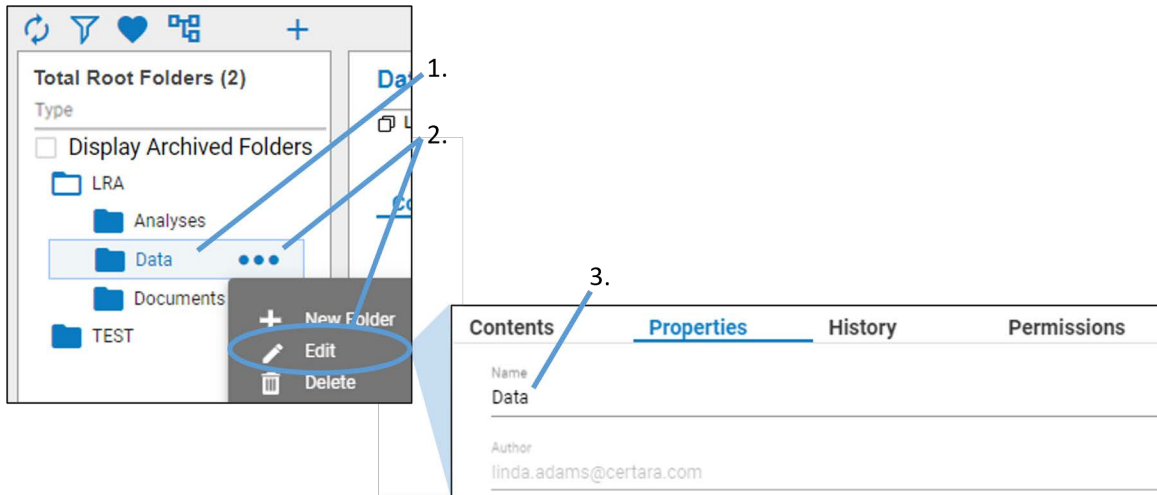 Total Root Folders (2)
Type
Display Archived Folders
LRA
Analyses
Data
Documents
TEST
New Folder
Edit
Delete
1.
2.
3.
Contents Properties History Permissions
Name
Data
Author
linda.adams@certara.com